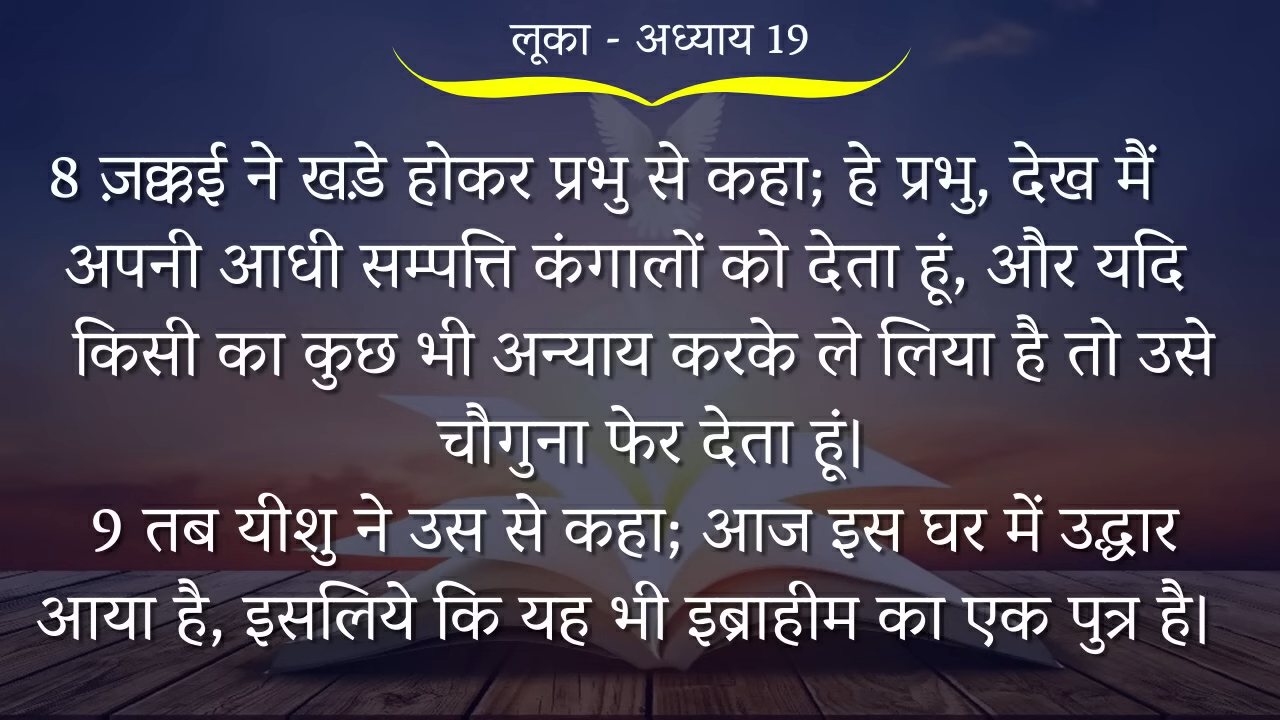 लूका - अध्याय 19
8 ज़क्कई ने खड़े होकर प्रभु से कहा; हे प्रभु, देख मैं
अपनी आधी सम्पत्ति कंगालों को देता हूं, और यदि
किसी का कुछ भी अन्याय करके ले लिया है तो उसे
चौगुना फेर देता हूं|
9 तब यीशु ने उस से कहा; आज इस घर में उद्धार
आया है, इसलिये कि यह भी इब्राहीम का एक पुत्र है|